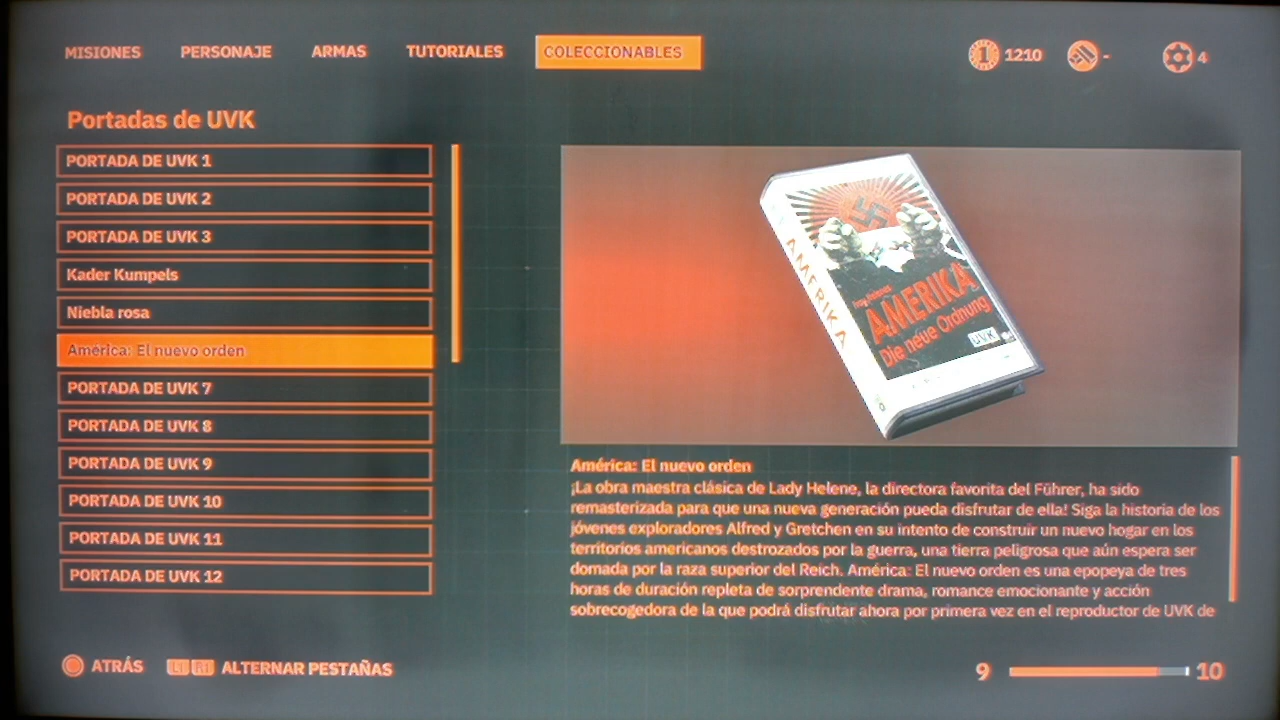 MISIONES PERSONAJE ARMAS TUTORIALES COLECCIONABLES 1 1210 - 4
Portadas de UVK
PORTADA DE UVK 1
PORTADA DE UVK 2
PORTADA DE UVK 3
Kader Kumpels
Niebla rosa
América: El nuevo orden
PORTADA DE UVK 7
PORTADA DE UVK 8
PORTADA DE UVK 9
PORTADA DE UVK 10
PORTADA DE UVK 11
PORTADA DE UVK 12
AMERIKA
AMERIKA
Die neue Ordnung
UVK
América: El nuevo orden
¡La obra maestra clásica de Lady Helene, la directora favorita del Führer, ha sido
remasterizada para que una nueva generación pueda disfrutar de ella! Siga la historia de los
jóvenes exploradores Alfred y Gretchen en su intento de construir un nuevo hogar en los
territorios americanos destrozados por la guerra, una tierra peligrosa que aún espera ser
domada por la raza superior del Reich. América: El nuevo orden es una epopeya de tres
horas de duración repleta de sorprendente drama, romance emocionante y acción
sobrecogedora de la que podrá disfrutar ahora por primera vez en el reproductor de UVK de
ATRÁS L1 R1 ALTERNAR PESTAÑAS
9 10